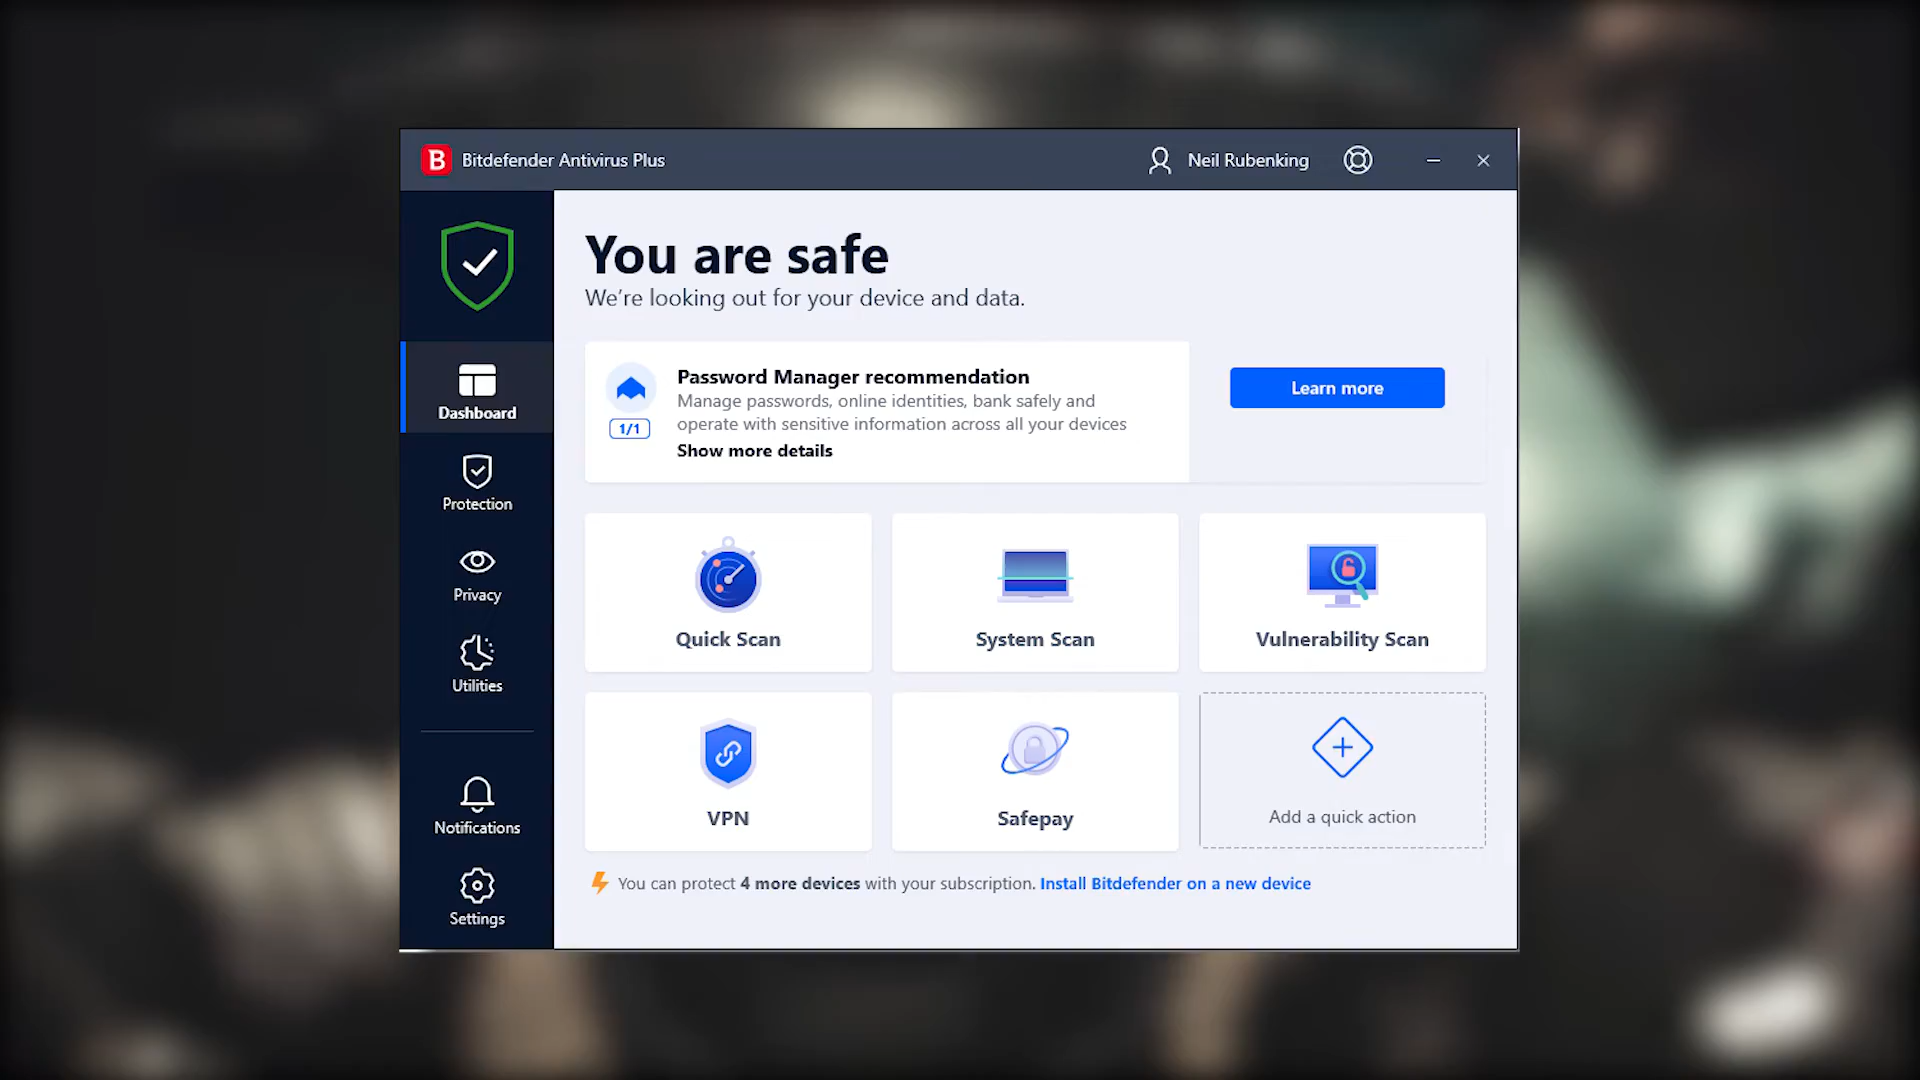 B Bitdefender Antivirus Plus
Neil Rubenking
You are safe
We're looking out for your device and data.
1/1
Password Manager recommendation
Manage passwords, online identities, bank safely and
operate with sensitive information across all your devices
Show more details
Learn more
Dashboard
Protection
Privacy
Utilities
Notifications
Settings
Quick Scan
System Scan
Vulnerability Scan
VPN
Safepay
Add a quick action
You can protect 4 more devices with your subscription. Install Bitdefender on a new device